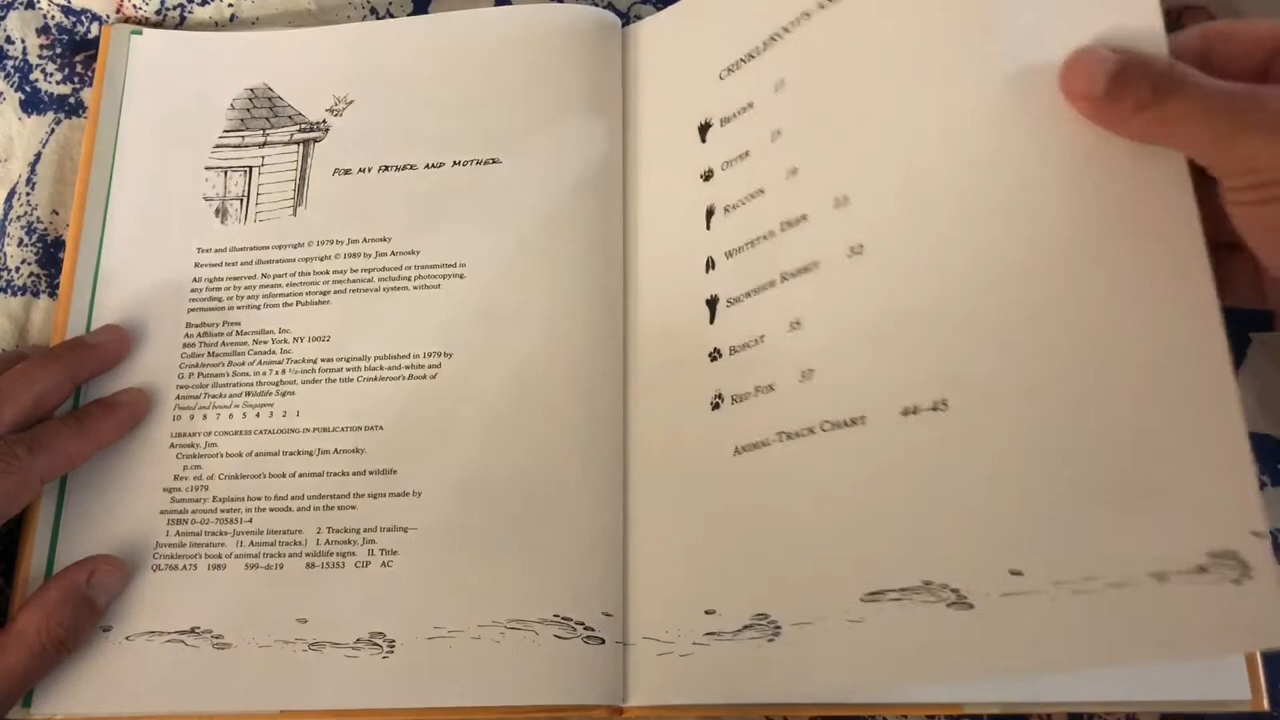 FOR MY FATHER AND MOTHER
Text and illustrations copyright © 1979 by Jim Arnosky
Revised text and illustrations copyright © 1989 by Jim Arnosky
All rights reserved. No part of this book may be reproduced or transmitted in
any form or by any means, electronic or mechanical, including photocopying,
recording, or by any information storage and retrieval system, without
permission in writing from the Publisher.
Bradbury Press
An Affiliate of Macmillan, Inc.
866 Third Avenue, New York, NY 10022
Collier Macmillan Canada, Inc.
Crinkleroot's Book of Animal Tracking was originally published in 1979 by
G. P. Putnam's Sons, in a 7 x 8 1/2-inch format with black-and-white and
two-color illustrations throughout, under the title Crinkleroot's Book of
Animal Tracks and Wildlife Signs.
Printed and bound in Singapore
10 9 8 7 6 5 4 3 2 1
LIBRARY OF CONGRESS CATALOGING-IN-PUBLICATION DATA
Arnosky, Jim.
Crinkleroot's book of animal tracking/Jim Arnosky.
p.cm.
Rev. ed. of: Crinkleroot's book of animal tracks and wildlife
signs. c1979.
Summary: Explains how to find and understand the signs made by
animals around water, in the woods, and in the snow.
ISBN 0-02-705851-4
1. Animal tracks-Juvenile literature. 2. Tracking and trailing—
Juvenile literature. [1. Animal tracks.] I. Arnosky, Jim.
Crinkleroot's book of animal tracks and wildlife signs. II. Title.
QL768.A75 1989 599-dc19 88-15353 CIP AC
BEAVER
OTTER
RACCOON
WHITETAIL DEER
SNOWSHOE RABBIT 32
BOBCAT
RED FOX 37
ANIMAL-TRACK CHART 44–45